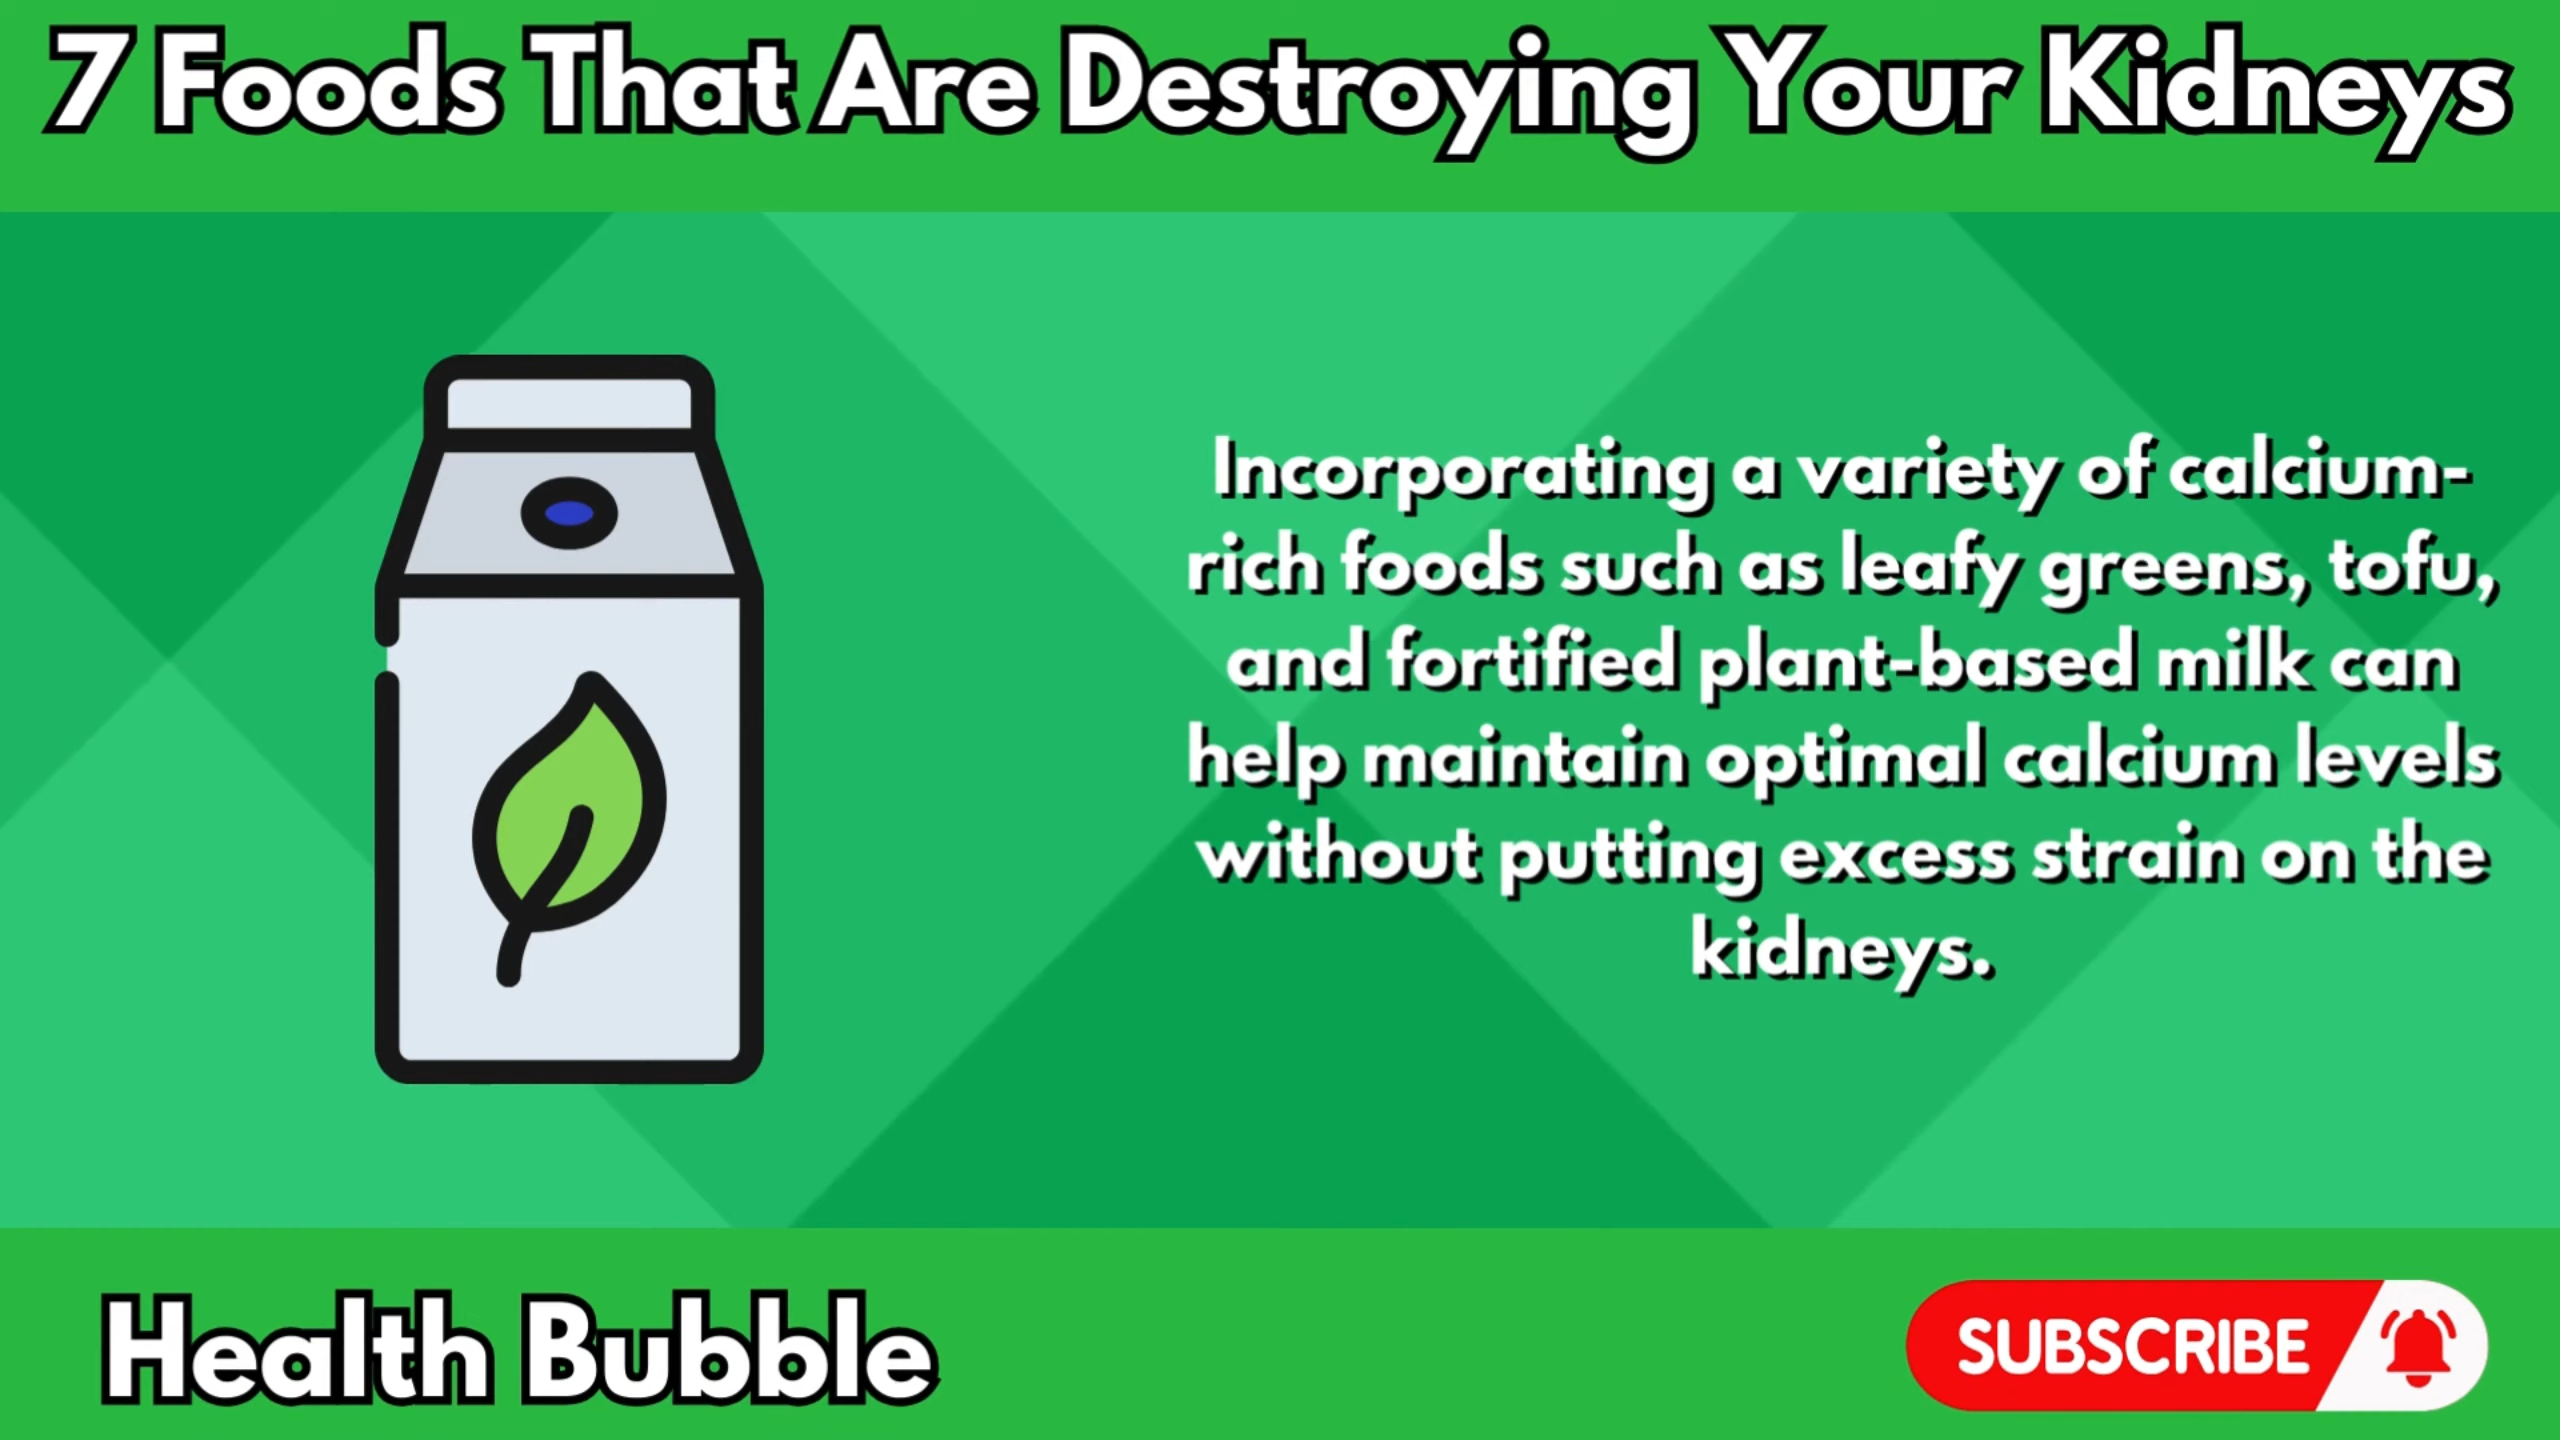 7 Foods That Are Destroying Your Kidneys
Incorporating a variety of calcium-
rich foods such as leafy greens, tofu,
and fortified plant-based milk can
help maintain optimal calcium levels
without putting excess strain on the
kidneys.
Health Bubble
SUBSCRIBE